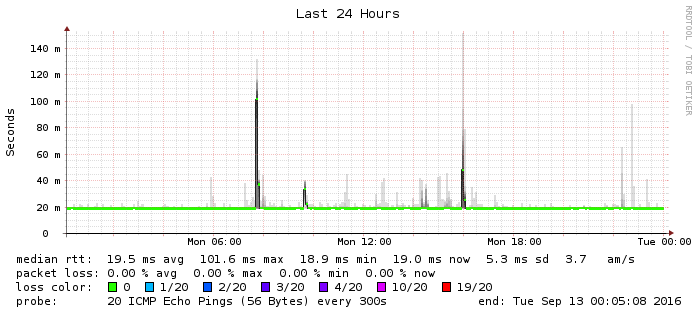 Last 24 Hours
RRDTOOL / TOBI OETIKER
Seconds
140 m
120 m
100 m
80 m
60 m
40 m
20 m
0
Mon 06:00 Mon 12:00 Mon 18:00 Tue 00:00
median rtt: 19.5 ms avg 101.6 ms max 18.9 ms min 19.0 ms now 5.3 ms sd 3.7 am/s
packet loss: 0.00 % avg 0.00 % max 0.00 % min 0.00 % now
loss color: 0 1/20 2/20 3/20 4/20 10/20 19/20
probe: 20 ICMP Echo Pings (56 Bytes) every 300s end: Tue Sep 13 00:05:08 2016